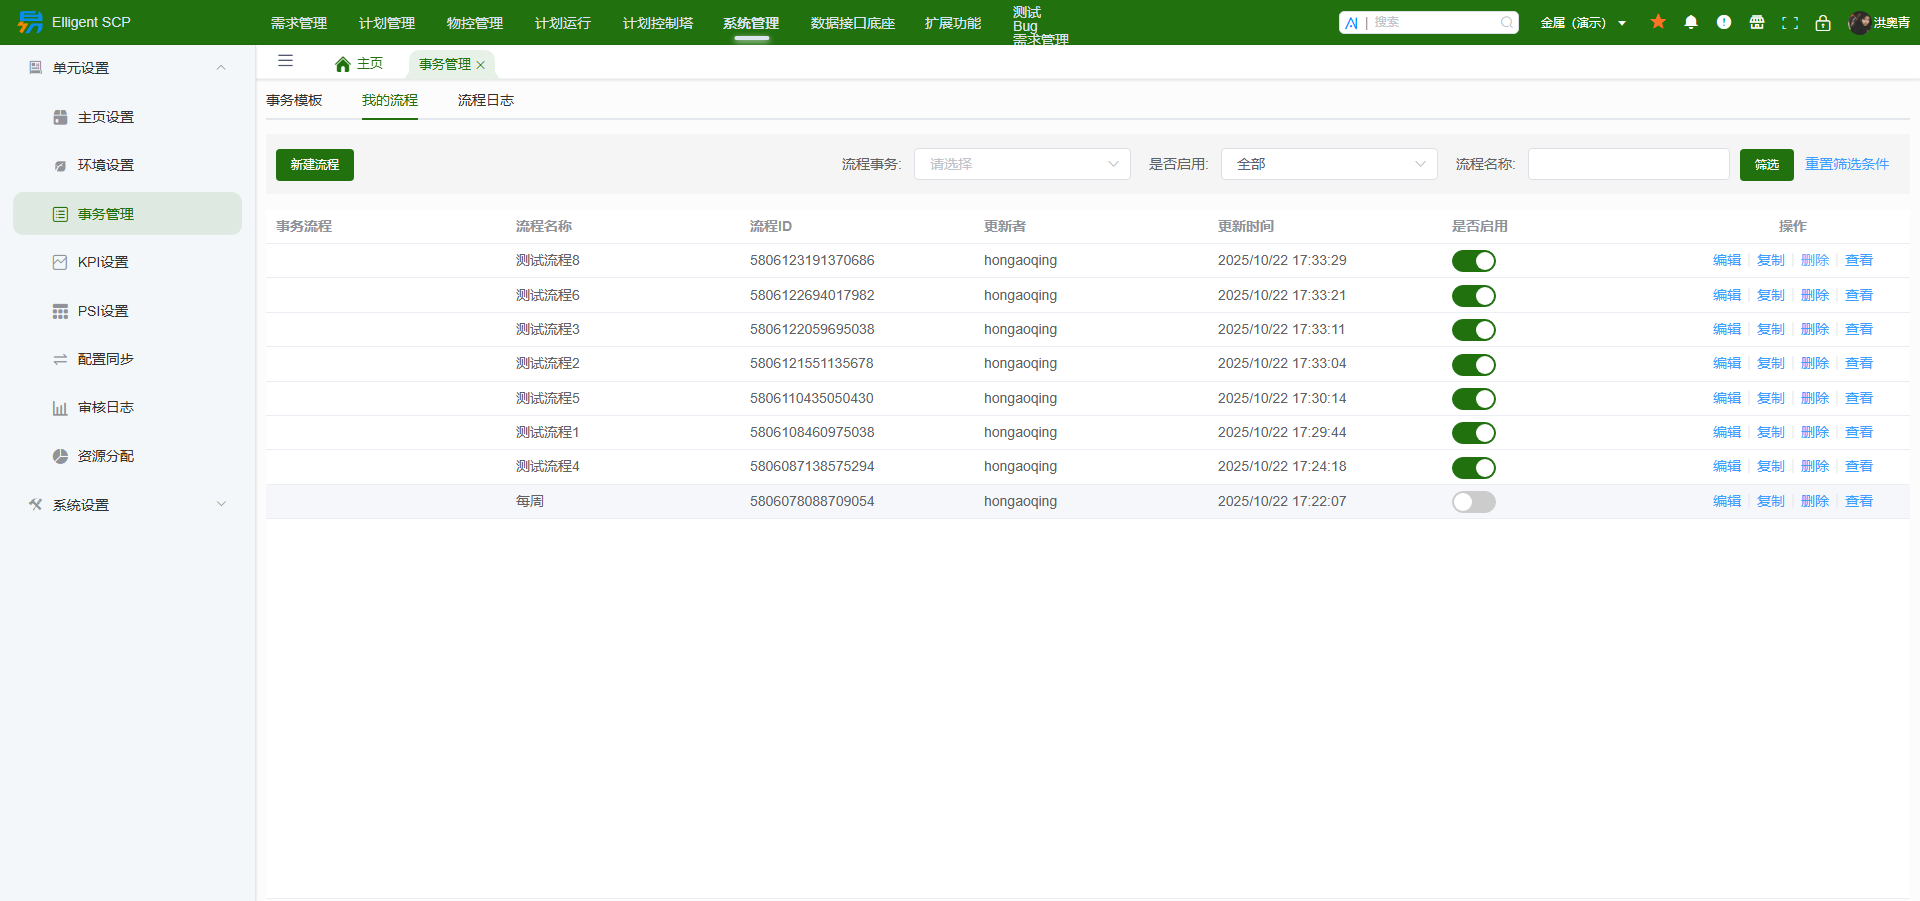 Elligent SCP
需求管理 计划管理 物控管理 计划运行 计划控制塔 系统管理 数据接口底座 扩展功能
测试
Bug
需求管理
AI | 搜索
金属（演示）
洪奥青
单元设置
主页设置
环境设置
事务管理
KPI设置
PSI设置
配置同步
审核日志
资源分配
系统设置
主页 事务管理
事务模板 我的流程 流程日志
新建流程 流程事务: 请选择 是否启用: 全部 流程名称: 筛选 重置筛选条件
事务流程 流程名称 流程ID 更新者 更新时间 是否启用 操作
测试流程8 5806123191370686 hongaoqing 2025/10/22 17:33:29 编辑 复制 删除 查看
测试流程6 5806122694017982 hongaoqing 2025/10/22 17:33:21 编辑 复制 删除 查看
测试流程3 5806122059695038 hongaoqing 2025/10/22 17:33:11 编辑 复制 删除 查看
测试流程2 5806121551135678 hongaoqing 2025/10/22 17:33:04 编辑 复制 删除 查看
测试流程5 5806110435050430 hongaoqing 2025/10/22 17:30:14 编辑 复制 删除 查看
测试流程1 5806108460975038 hongaoqing 2025/10/22 17:29:44 编辑 复制 删除 查看
测试流程4 5806087138575294 hongaoqing 2025/10/22 17:24:18 编辑 复制 删除 查看
每周 5806078088709054 hongaoqing 2025/10/22 17:22:07 编辑 复制 删除 查看